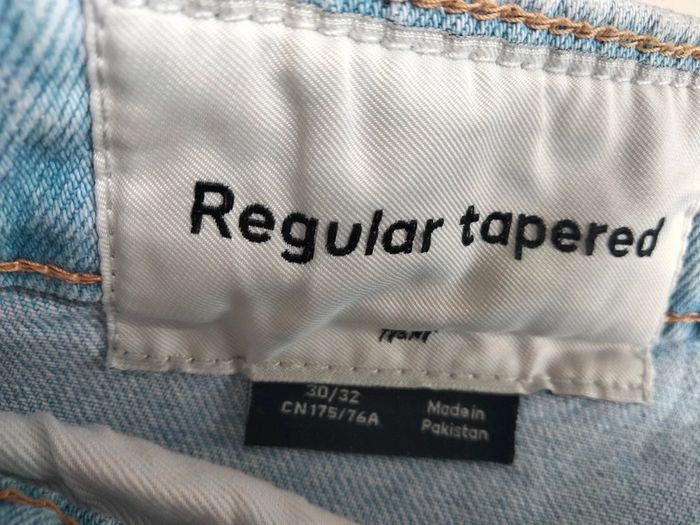 Regular tapered
H&M
30/32
CN175/76A
Made in
Pakistan